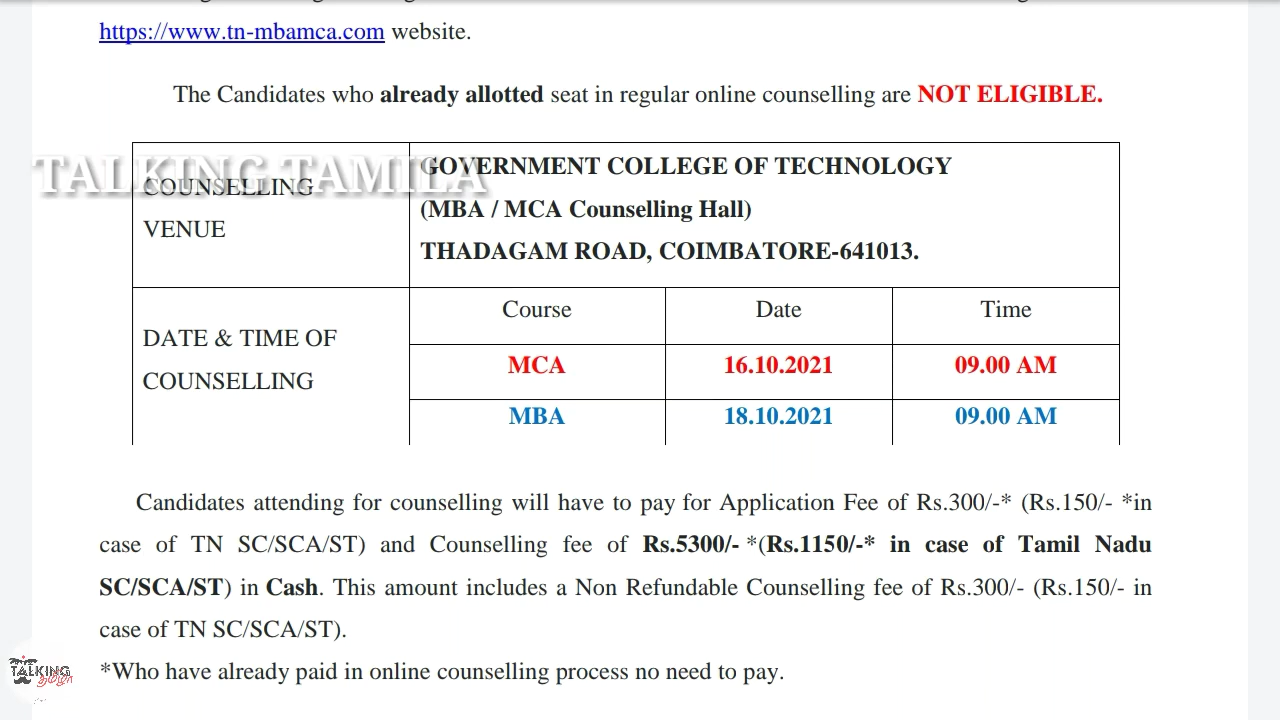 https://www.tn-mbamca.com website.
The Candidates who already allotted seat in regular online counselling are NOT ELIGIBLE.
TALKING TAMILA
COUNSELLING
VENUE
GOVERNMENT COLLEGE OF TECHNOLOGY
(MBA / MCA Counselling Hall)
THADAGAM ROAD, COIMBATORE-641013.
DATE & TIME OF
COUNSELLING
Course Date Time
MCA 16.10.2021 09.00 AM
MBA 18.10.2021 09.00 AM
Candidates attending for counselling will have to pay for Application Fee of Rs.300/-* (Rs.150/- *in
case of TN SC/SCA/ST) and Counselling fee of Rs.5300/- *(Rs.1150/-* in case of Tamil Nadu
SC/SCA/ST) in Cash. This amount includes a Non Refundable Counselling fee of Rs.300/- (Rs.150/- in
case of TN SC/SCA/ST).
*Who have already paid in online counselling process no need to pay.
TALKING
தமிழா